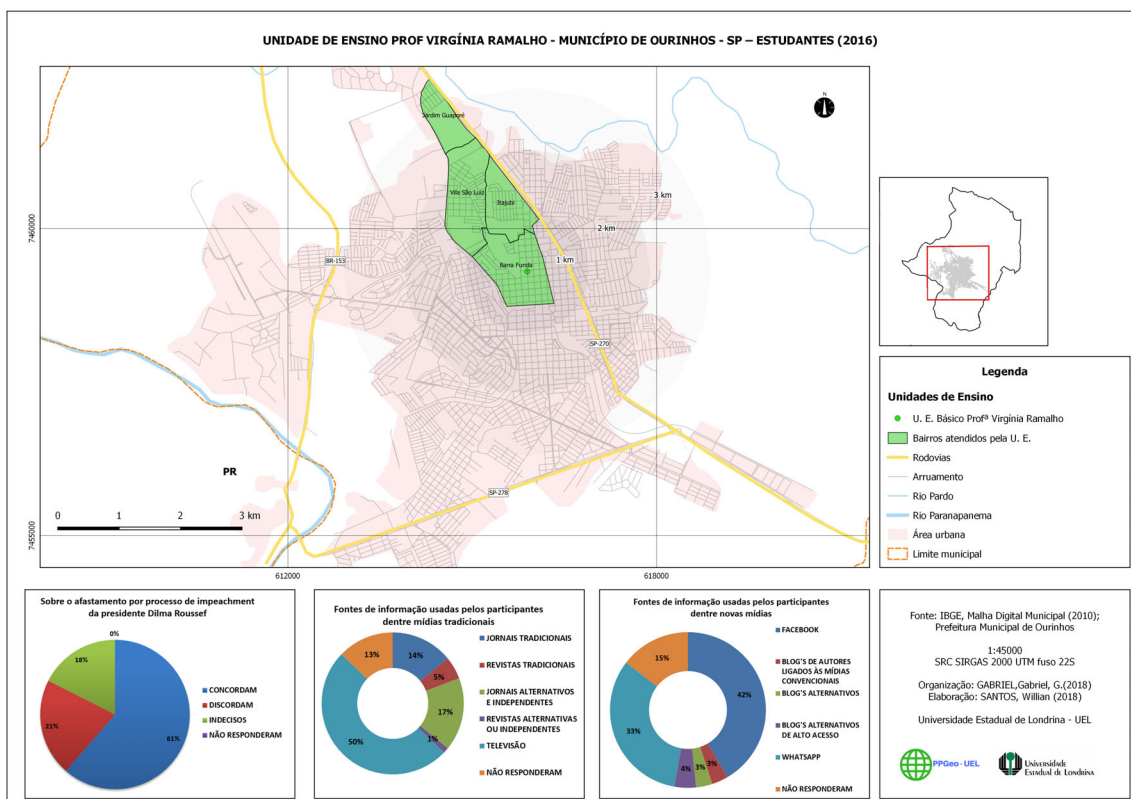 UNIDADE DE ENSINO PROF VIRGÍNIA RAMALHO - MUNICÍPIO DE OURINHOS - SP – ESTUDANTES (2016)
N
Jardim Guaporé
Vila São Luiz
Itajubi
Barra Funda
3 km
2 km
1 km
BR-153
SP-270
SP-278
PR
0 1 2 3 km
7460000
7455000
612000
618000
Legenda
Unidades de Ensino
U. E. Básico Profª Virgínia Ramalho
Bairros atendidos pela U. E.
Rodovias
Arruamento
Rio Pardo
Rio Paranapanema
Área urbana
Limite municipal
Sobre o afastamento por processo de impeachment
da presidente Dilma Roussef
0%
18%
21%
61%
CONCORDAM
DISCORDAM
INDECISOS
NÃO RESPONDERAM
Fontes de informação usadas pelos participantes
dentre mídias tradicionais
13%
14%
5%
17%
1%
50%
JORNAIS TRADICIONAIS
REVISTAS TRADICIONAIS
JORNAIS ALTERNATIVOS
E INDEPENDENTES
REVISTAS ALTERNATIVAS
OU INDEPENDENTES
TELEVISÃO
NÃO RESPONDERAM
Fontes de informação usadas pelos participantes
dentre novas mídias
15%
42%
33%
4%
3%
3%
FACEBOOK
BLOG'S DE AUTORES
LIGADOS ÀS MÍDIAS
CONVENCIONAIS
BLOG'S ALTERNATIVOS
BLOG'S ALTERNATIVOS
DE ALTO ACESSO
WHATSAPP
NÃO RESPONDERAM
Fonte: IBGE, Malha Digital Municipal (2010);
Prefeitura Municipal de Ourinhos
1:45000
SRC SIRGAS 2000 UTM fuso 22S
Organização: GABRIEL,Gabriel, G.(2018)
Elaboração: SANTOS, Willian (2018)
Universidade Estadual de Londrina - UEL
PPGeo - UEL
Universidade
Estadual de Londrina